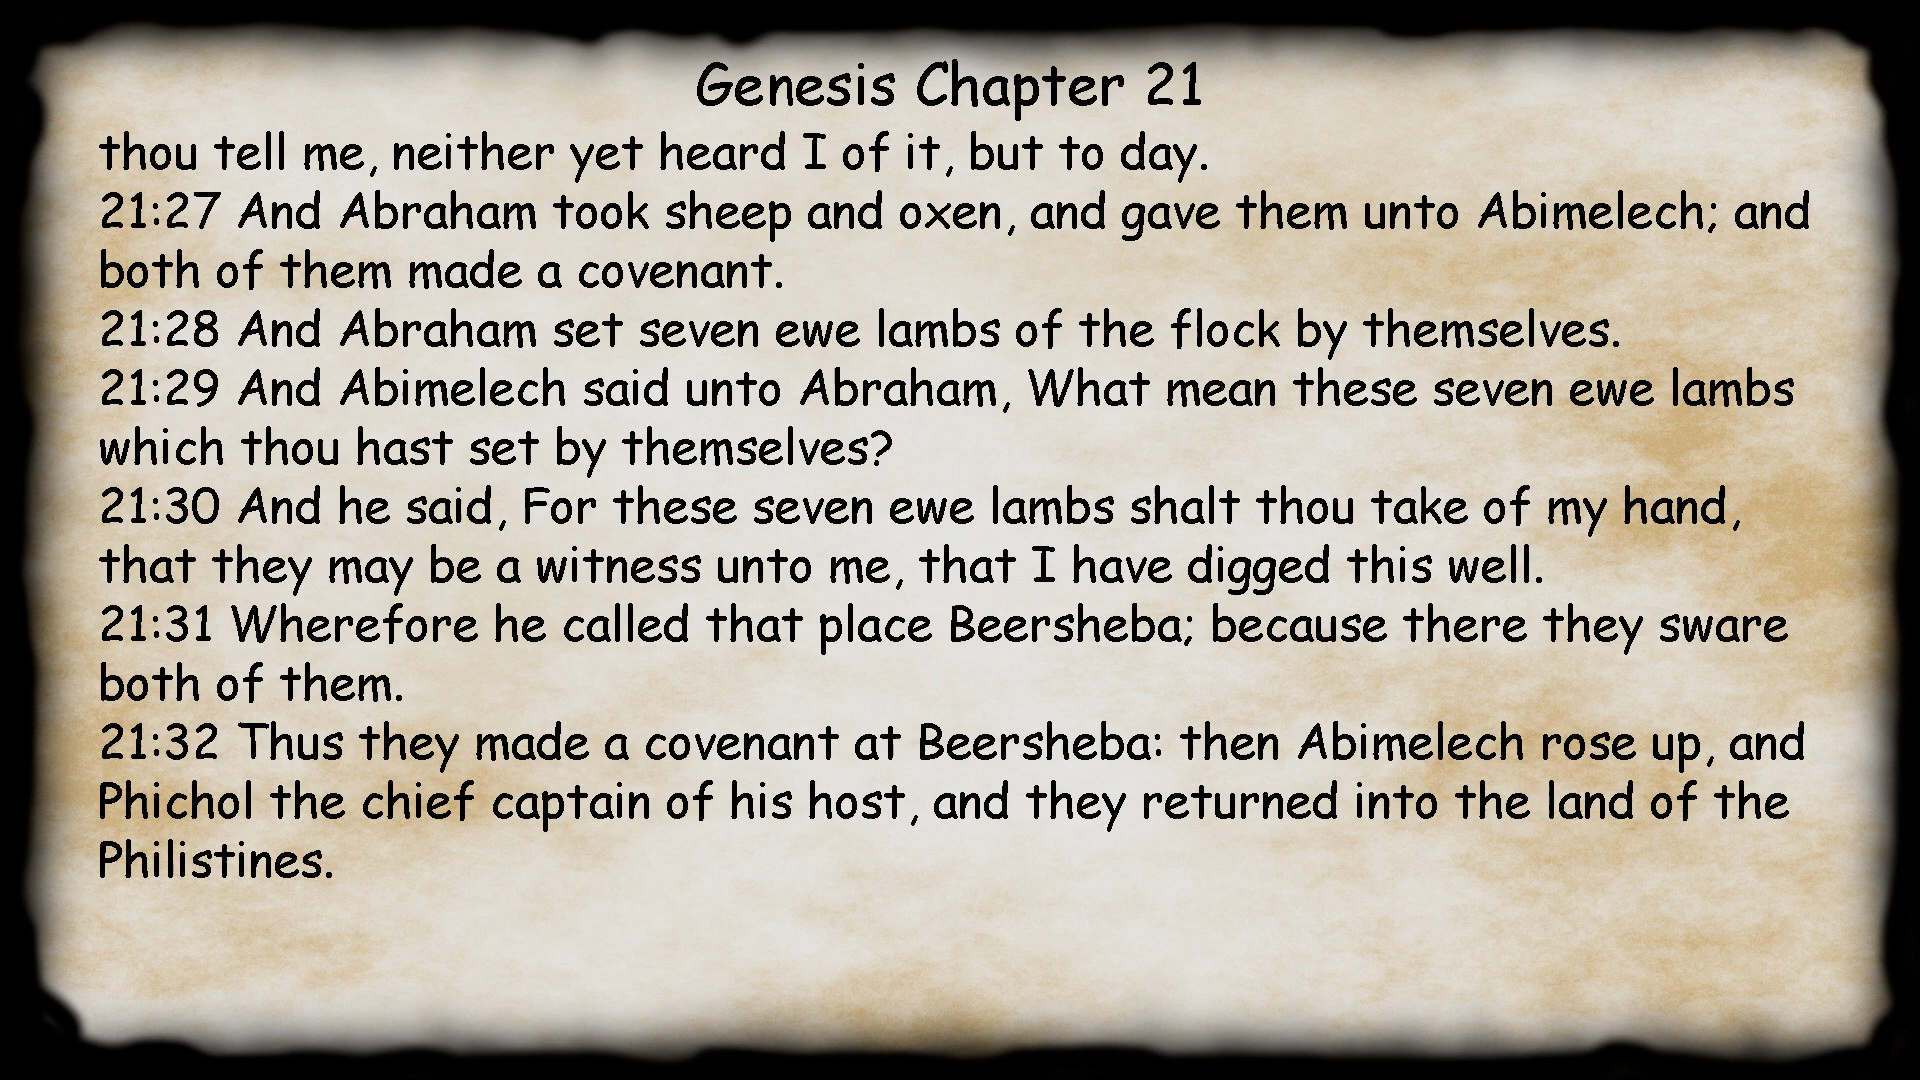 Genesis Chapter 21
thou tell me, neither yet heard I of it, but to day.
21:27 And Abraham took sheep and oxen, and gave them unto Abimelech; and
both of them made a covenant.
21:28 And Abraham set seven ewe lambs of the flock by themselves.
21:29 And Abimelech said unto Abraham, What mean these seven ewe lambs
which thou hast set by themselves?
21:30 And he said, For these seven ewe lambs shalt thou take of my hand,
that they may be a witness unto me, that I have digged this well.
21:31 Wherefore he called that place Beersheba; because there they sware
both of them.
21:32 Thus they made a covenant at Beersheba: then Abimelech rose up, and
Phichol the chief captain of his host, and they returned into the land of the
Philistines.